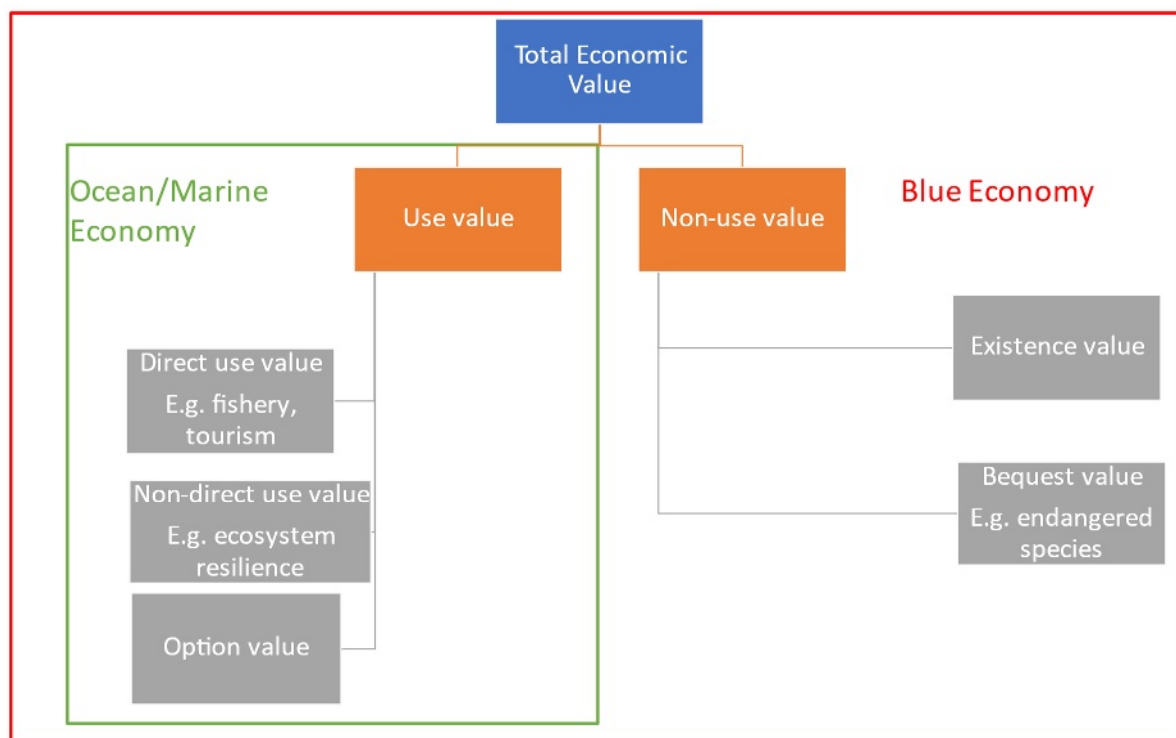 Total Economic
Value
Ocean/Marine
Economy
Use value
Non-use value
Blue Economy
Direct use value
E.g. fishery,
tourism
Non-direct use value
E.g. ecosystem
resilience
Option value
Existence value
Bequest value
E.g. endangered
species